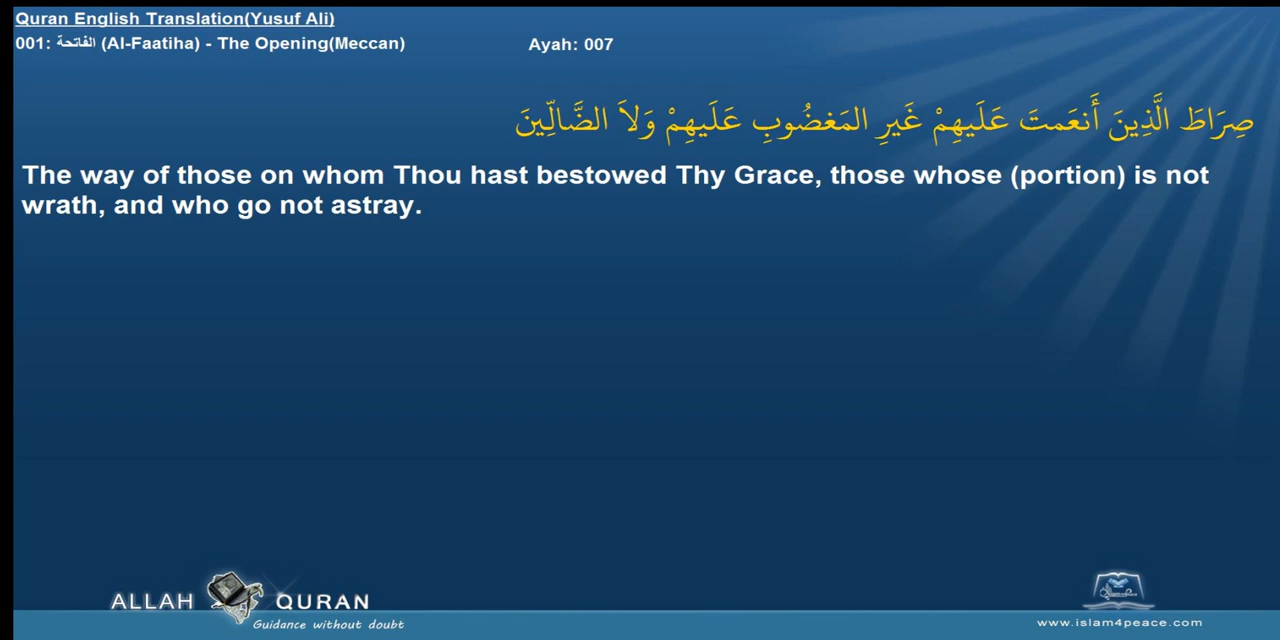 Quran English Translation(Yusuf Ali)
001: الفاتحة (Al-Faatiha) - The Opening(Meccan) Ayah: 007
صِرَاطَ الَّذِينَ أَنعَمتَ عَلَيهِمْ غَيرِ المَغضُوبِ عَلَيهِمْ وَلاَ الضَّالِّينَ
The way of those on whom Thou hast bestowed Thy Grace, those whose (portion) is not
wrath, and who go not astray.
ALLAH QURAN
Guidance without doubt
www.islam4peace.com